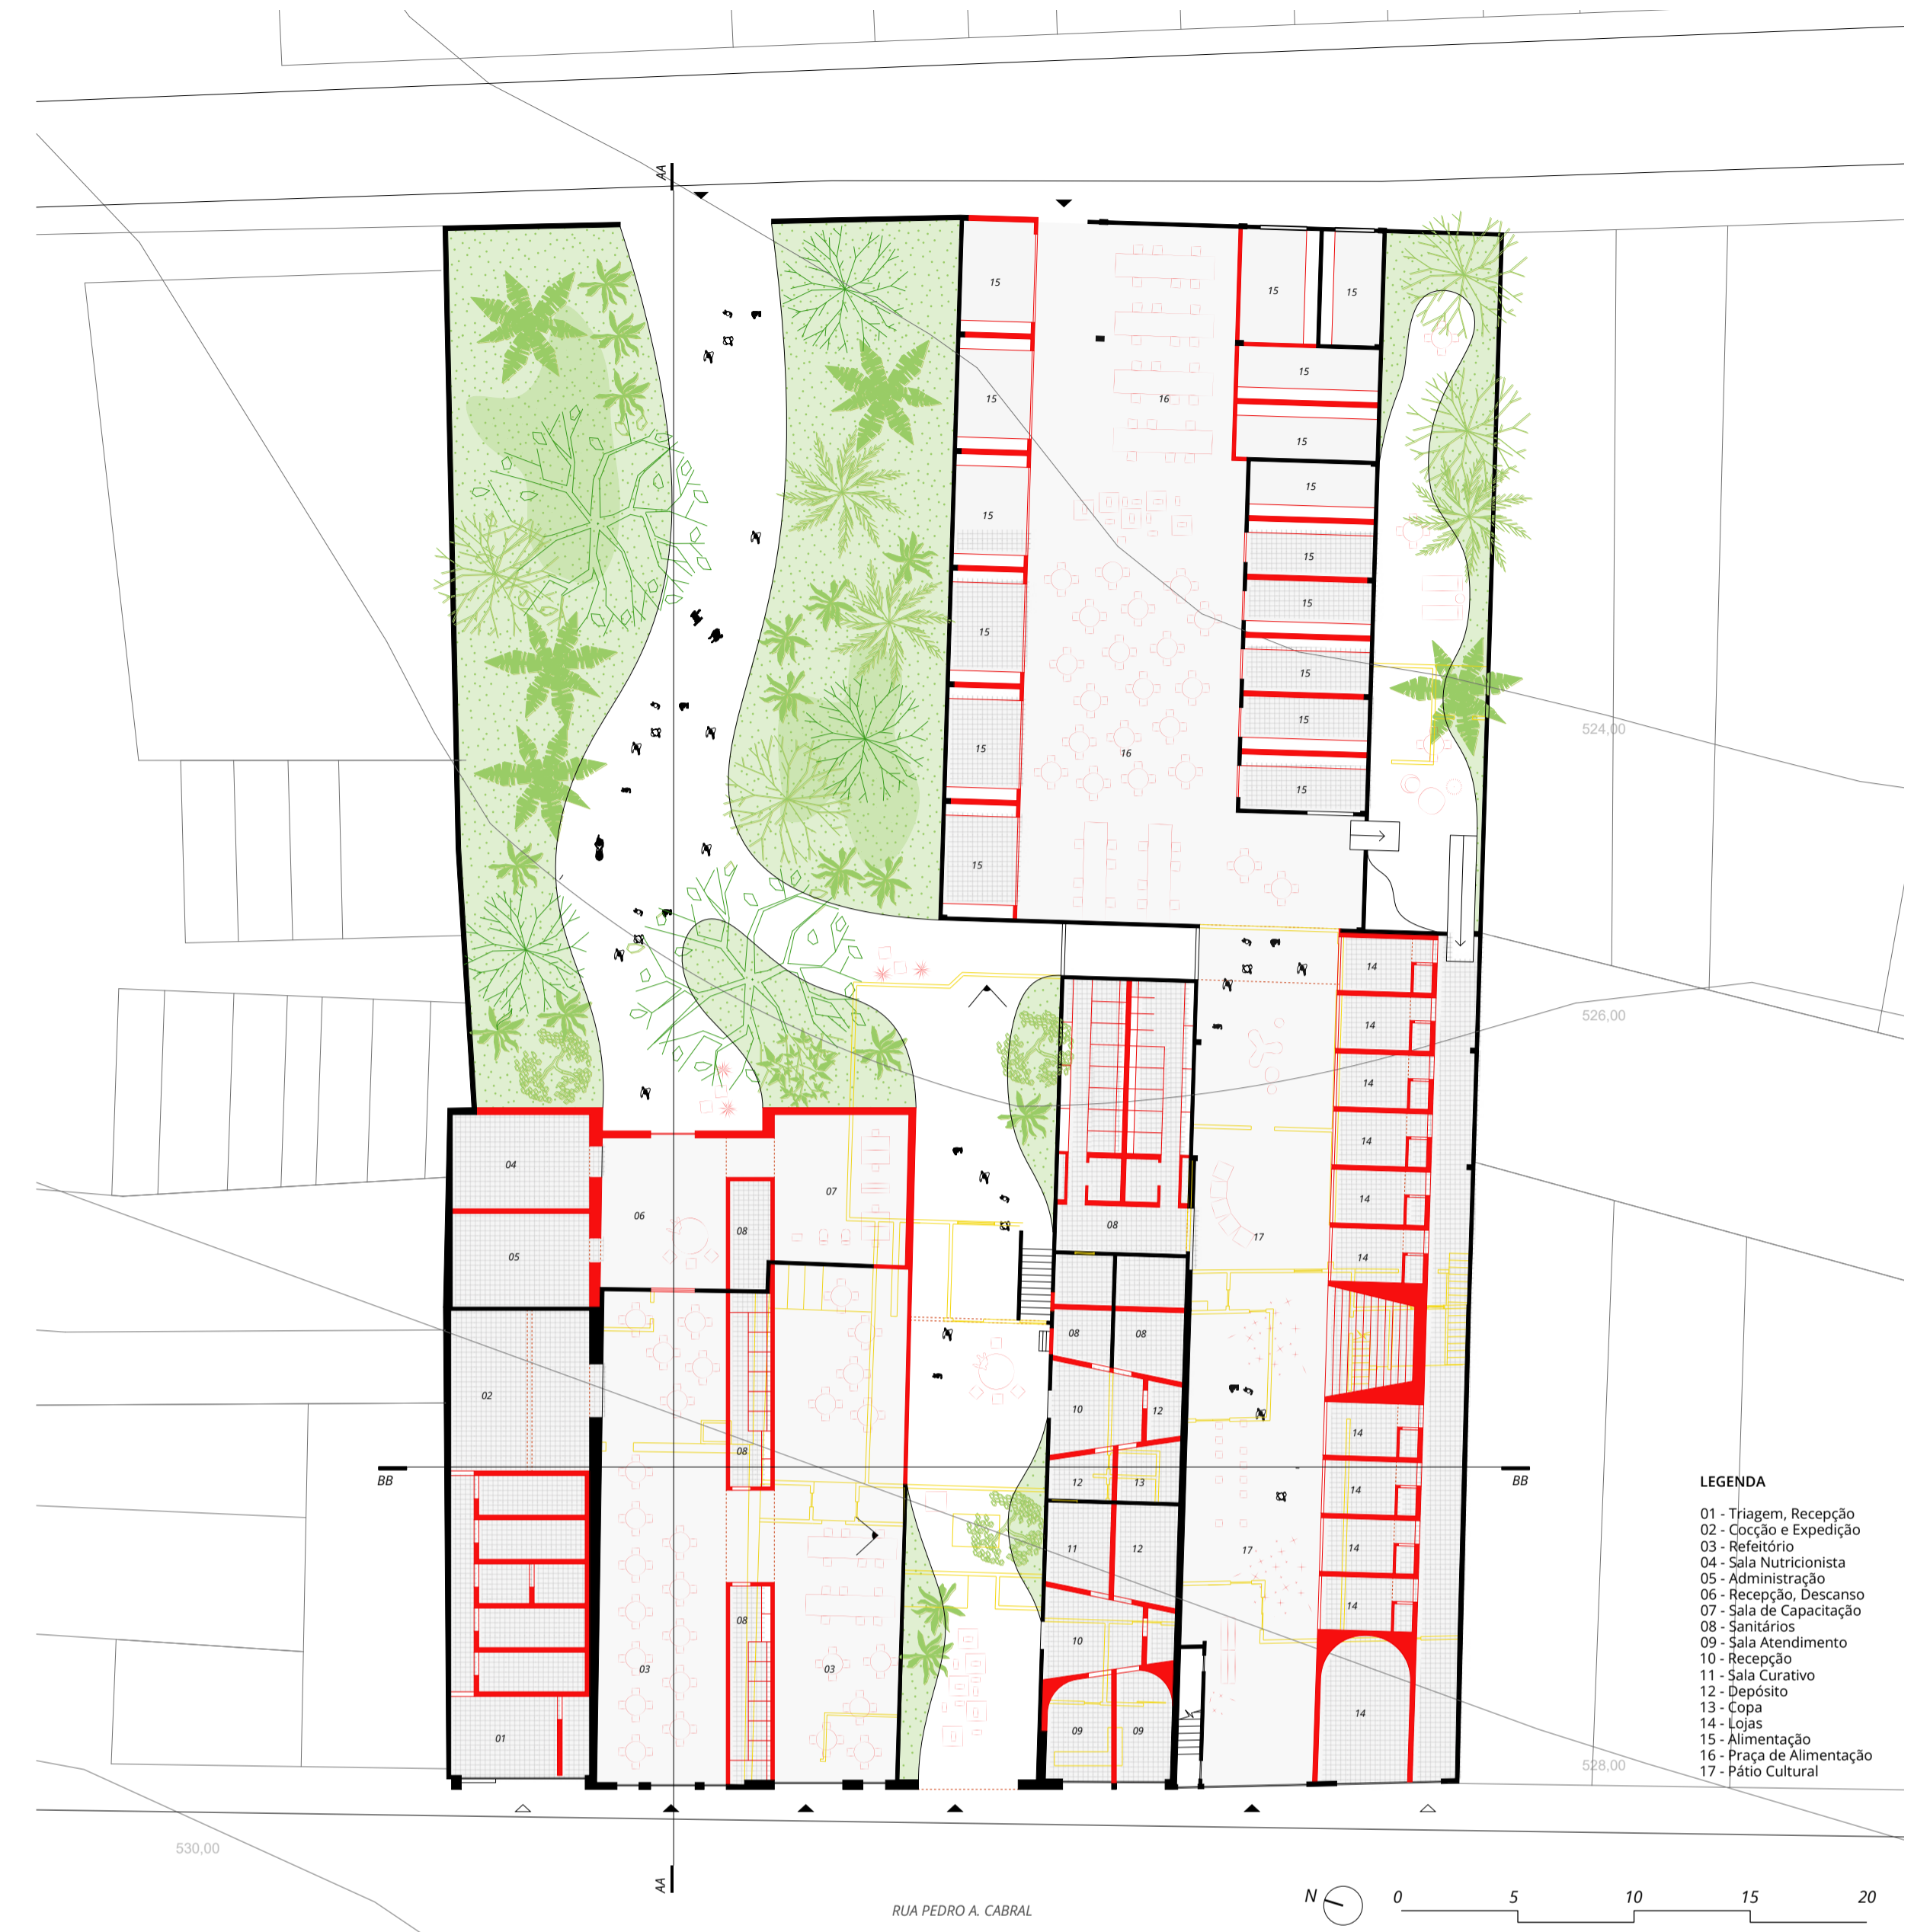 AA
15
15
15
15
15
16
15
15
15
15
15
15
524,00
15
15
15
16
15
15
15
14
526,00
14
14
14
04
07
14
06
08
08
17
05
14
14
08
08
02
10
12
14
08
BB
12
13
14
BB
11
12
17
14
14
08
10
03
03
14
01
09
09
528,00
530,00
AA
RUA PEDRO A. CABRAL
LEGENDA
01 - Triagem, Recepção
02 - Cocção e Expedição
03 - Refeitório
04 - Sala Nutricionista
05 - Administração
06 - Recepção, Descanso
07 - Sala de Capacitação
08 - Sanitários
09 - Sala Atendimento
10 - Recepção
11 - Sala Curativo
12 - Depósito
13 - Copa
14 - Lojas
15 - Alimentação
16 - Praça de Alimentação
17 - Pátio Cultural
N 0 5 10 15 20